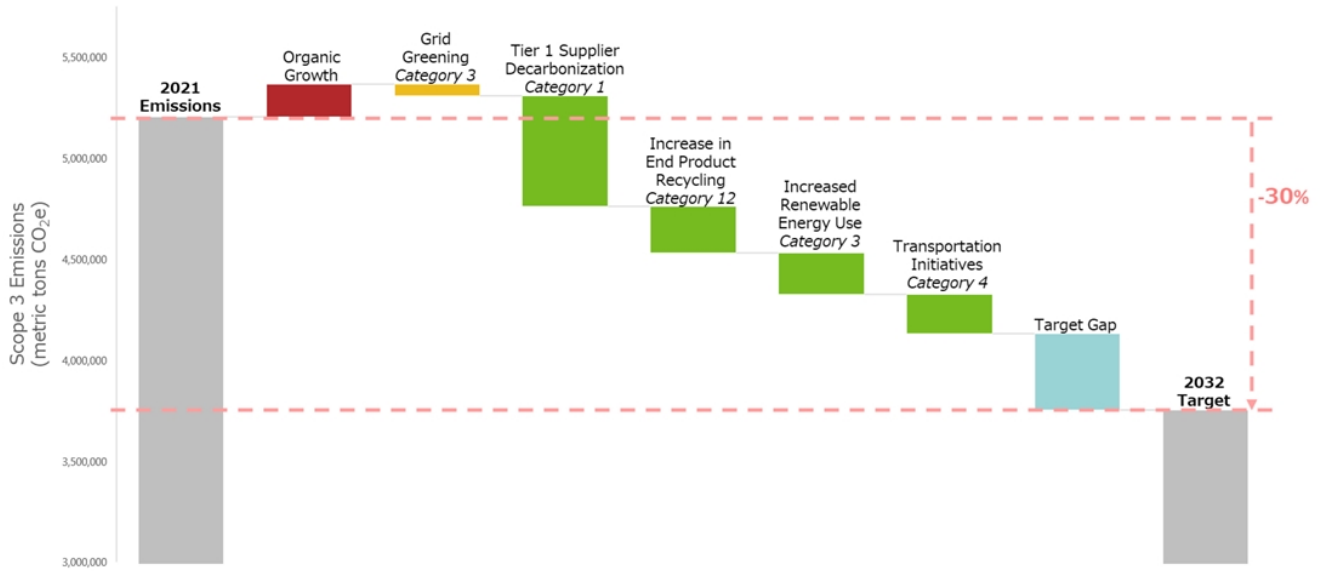 Scope 3 Emissions
(metric tons CO₂e)
5,500,000
5,000,000
4,500,000
4,000,000
3,500,000
3,000,000
2021
Emissions
Organic
Growth
Grid
Greening
Category 3
Tier 1 Supplier
Decarbonization
Category 1
Increase in
End Product
Recycling
Category 12
Increased
Renewable
Energy Use
Category 3
Transportation
Initiatives
Category 4
Target Gap
2032
Target
-30%